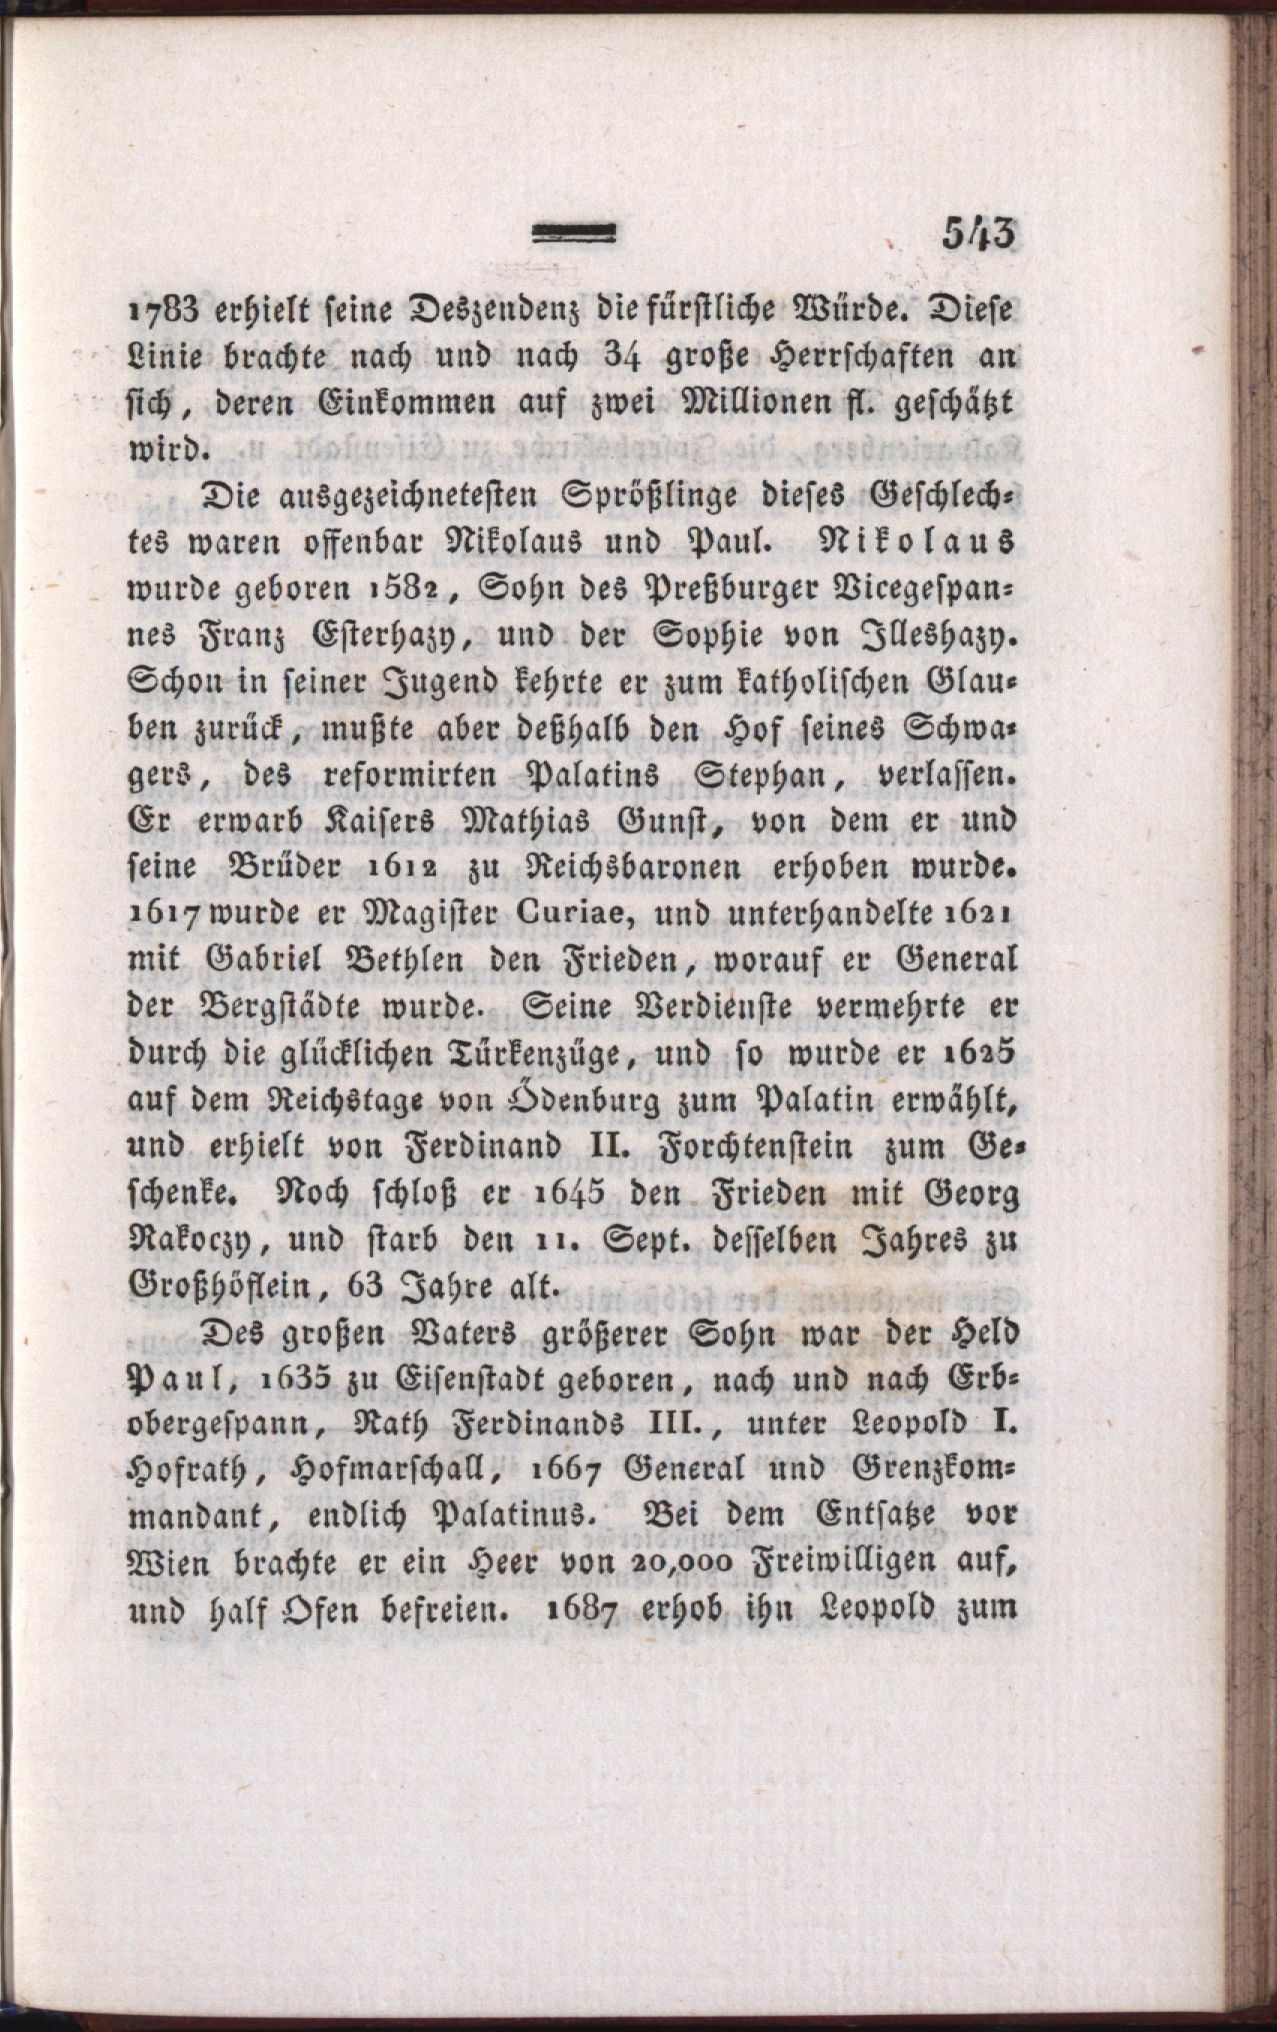 543
1783 erhielt seine Deszendenz die fürstliche Würde. Diese
Linie brachte nach und nach 34 große Herrschaften an
sich, deren Einkommen auf zwei Millionen fl. geschätzt
wird.
Die ausgezeichnetesten Sprößlinge dieses Geschlech-
tes waren offenbar Nikolaus und Paul. Nikolaus
wurde geboren 1582, Sohn des Preßburger Vicegespan-
nes Franz Esterhazy, und der Sophie von Illeshazy.
Schon in seiner Jugend kehrte er zum katholischen Glau-
ben zurück, mußte aber deßhalb den Hof seines Schwa-
gers, des reformirten Palatins Stephan, verlassen.
Er erwarb Kaisers Mathias Gunst, von dem er und
seine Brüder 1612 zu Reichsbaronen erhoben wurde.
1617 wurde er Magister Curiae, und unterhandelte 1621
mit Gabriel Bethlen den Frieden, worauf er General
der Bergstädte wurde. Seine Verdienste vermehrte er
durch die glücklichen Türkenzüge, und so wurde er 1625
auf dem Reichstage von Ödenburg zum Palatin erwählt,
und erhielt von Ferdinand II. Forchtenstein zum Ge-
schenke. Noch schloß er 1645 den Frieden mit Georg
Rakoczy, und starb den 11. Sept. desselben Jahres zu
Großhöflein, 63 Jahre alt.
Des großen Vaters größerer Sohn war der Held
Paul, 1635 zu Eisenstadt geboren, nach und nach Erb-
obergespann, Rath Ferdinands III., unter Leopold I.
Hofrath, Hofmarschall, 1667 General und Grenzkom-
mandant, endlich Palatinus. Bei dem Entsatze vor
Wien brachte er ein Heer von 20,000 Freiwilligen auf,
und half Ofen befreien. 1687 erhob ihn Leopold zum